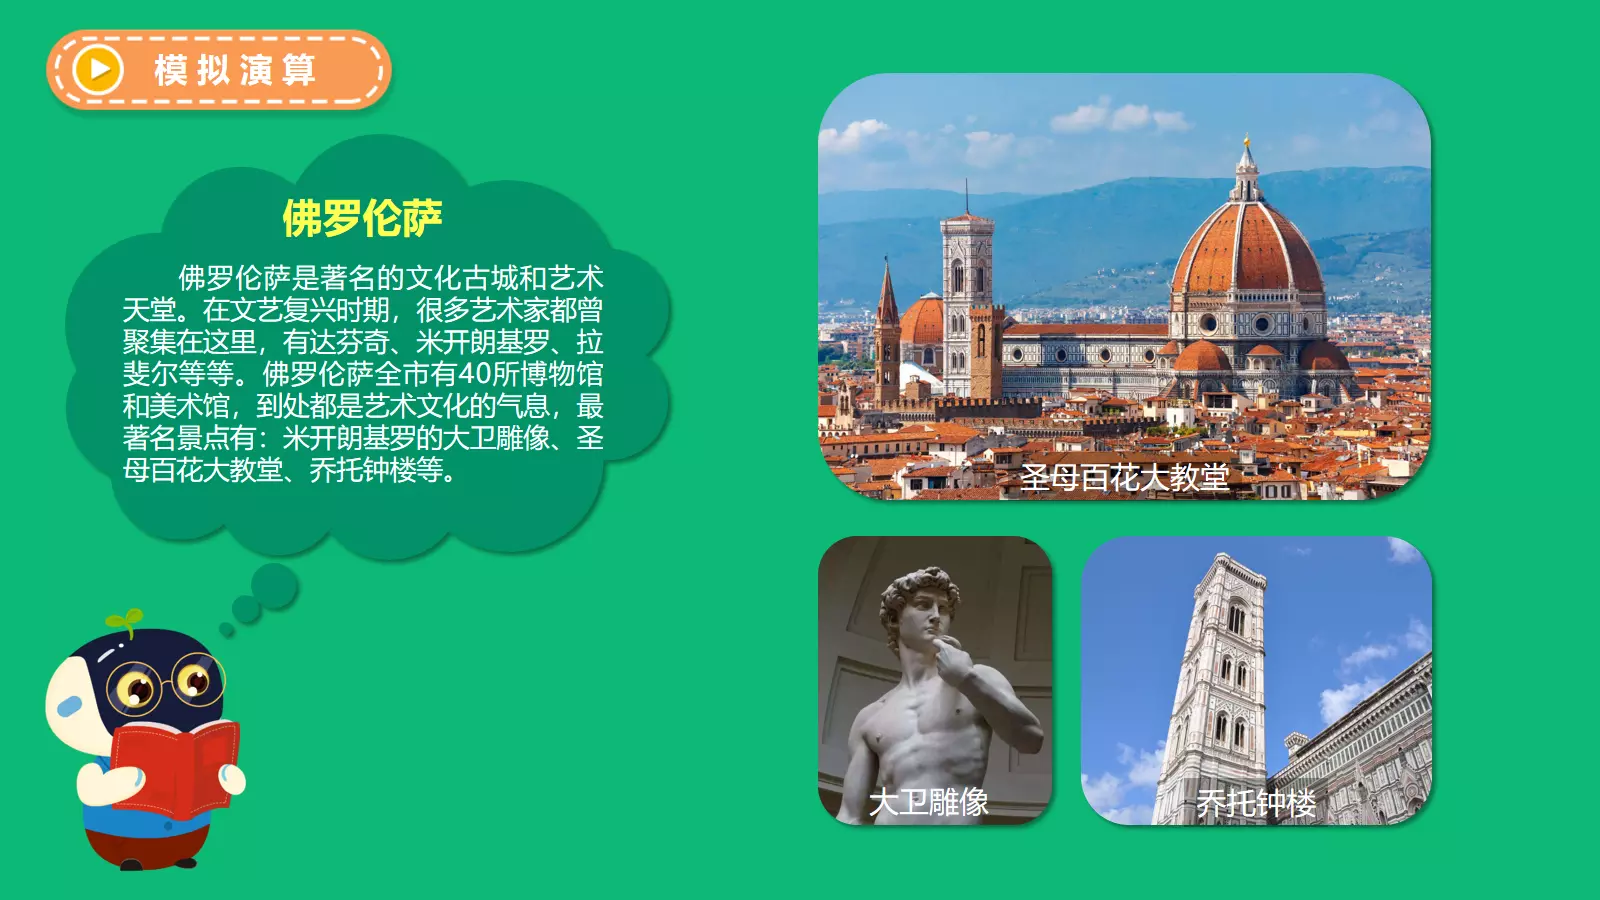 模拟演算
佛罗伦萨
佛罗伦萨是著名的文化古城和艺术
天堂。在文艺复兴时期，很多艺术家都曾
聚集在这里，有达芬奇、米开朗基罗、拉
斐尔等等。佛罗伦萨全市有40所博物馆
和美术馆，到处都是艺术文化的气息，最
著名景点有：米开朗基罗的大卫雕像、圣
母百花大教堂、乔托钟楼等。
圣母百花大教堂
大卫雕像
乔托钟楼